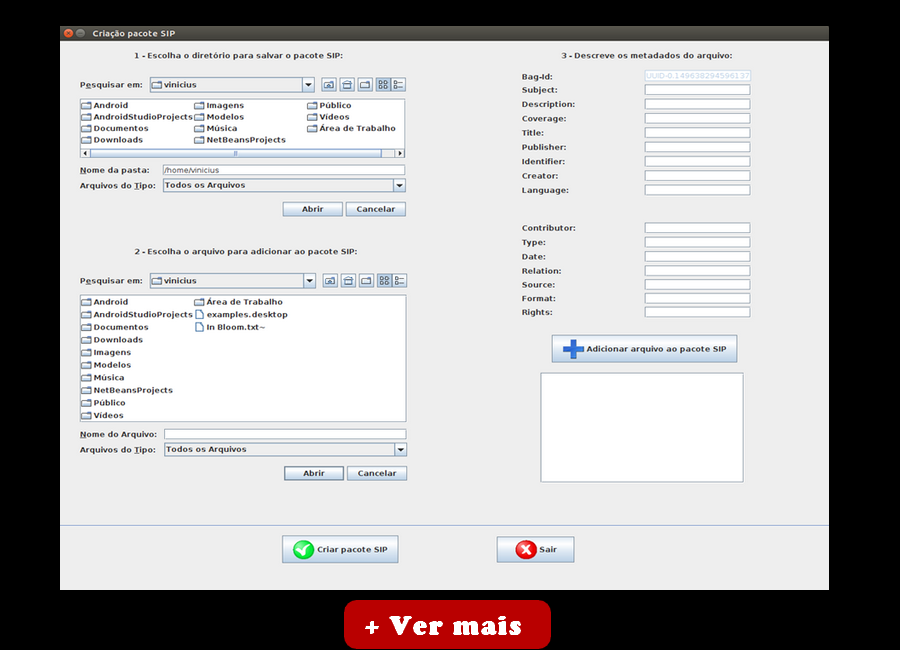 Criação pacote SIP
1 - Escolha o diretório para salvar o pacote SIP:
Pesquisar em: vinicius
Android Imagens Público
AndroidStudioProjects Modelos Vídeos
Documentos Música Área de Trabalho
Downloads NetBeansProjects
Nome da pasta: /home/vinicius
Arquivos do Tipo: Todos os Arquivos
Abrir Cancelar
2 - Escolha o arquivo para adicionar ao pacote SIP:
Pesquisar em: vinicius
Android Área de Trabalho
AndroidStudioProjects examples.desktop
Documentos In Bloom.txt~
Downloads
Imagens
Modelos
Música
NetBeansProjects
Público
Vídeos
Nome do Arquivo:
Arquivos do Tipo: Todos os Arquivos
Abrir Cancelar
3 - Descreve os metadados do arquivo:
Bag-Id: UUID-0.149638294596137
Subject:
Description:
Coverage:
Title:
Publisher:
Identifier:
Creator:
Language:
Contributor:
Type:
Date:
Relation:
Source:
Format:
Rights:
Adicionar arquivo ao pacote SIP
Criar pacote SIP Sair
+ Ver mais